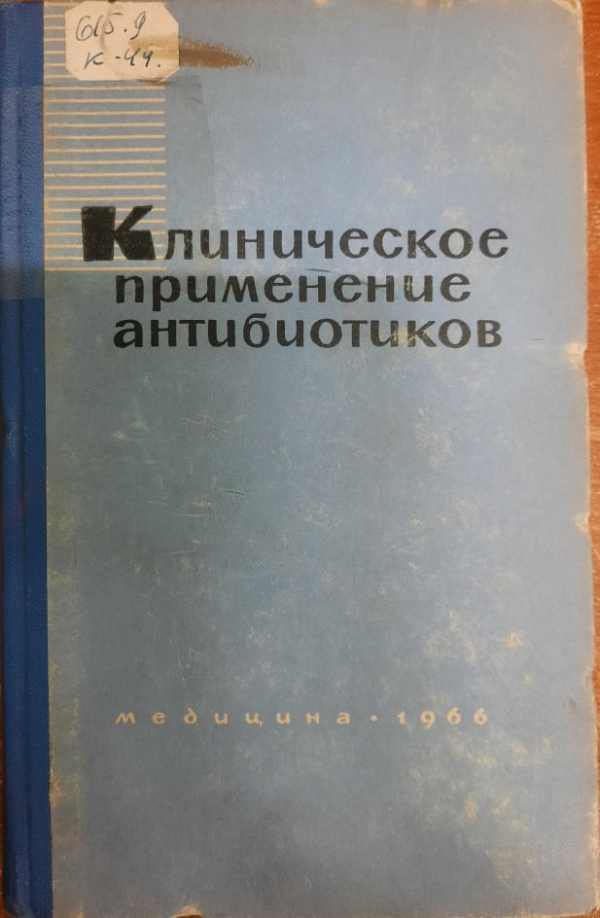 615.9
К-44.
Клиническое
применение
антибиотиков
медицина • 1966